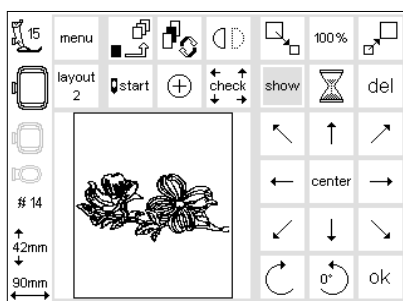 15 menu 100%
layout
2 start check show del
center
# 14
42mm
90mm 0° ok